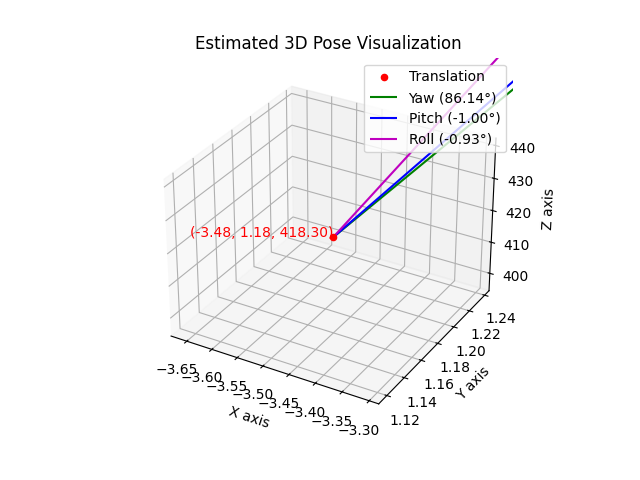 Estimated 3D Pose Visualization
Translation
Yaw (86.14°)
Pitch (-1.00°)
Roll (-0.93°)
(-3.48, 1.18, 418.30)
440
430
420
410
400
Z axis
1.24
1.22
1.20
1.18
1.16
1.14
1.12
Y axis
−3.65
−3.60
−3.55
−3.50
−3.45
−3.40
−3.35
−3.30
X axis